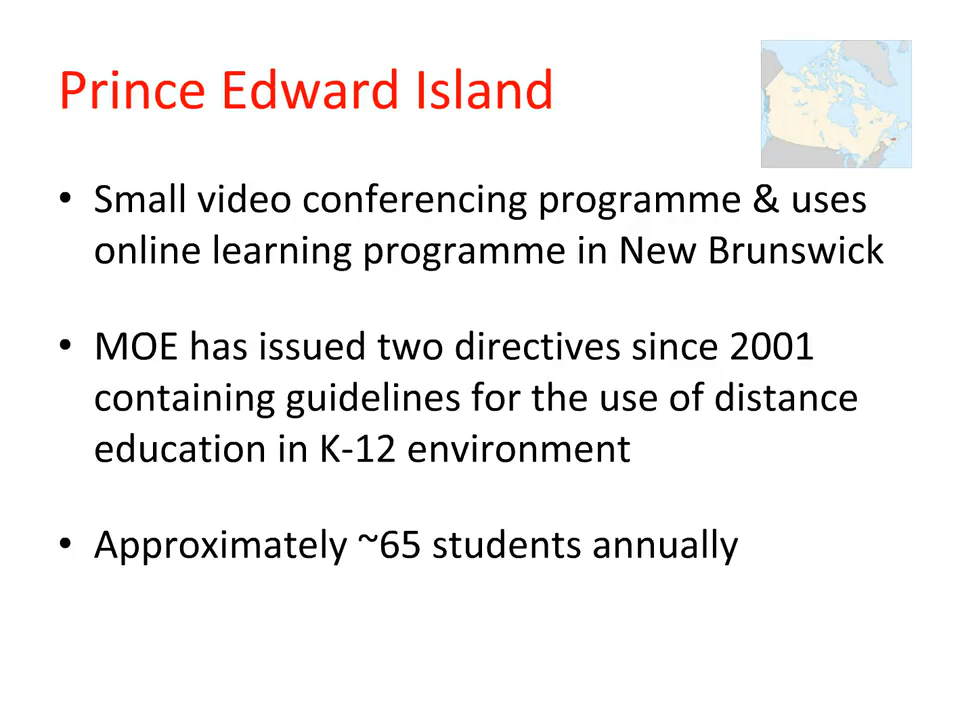 Prince Edward Island
• Small video conferencing programme & uses
online learning programme in New Brunswick
• MOE has issued two directives since 2001
containing guidelines for the use of distance
education in K-12 environment
• Approximately ~65 students annually